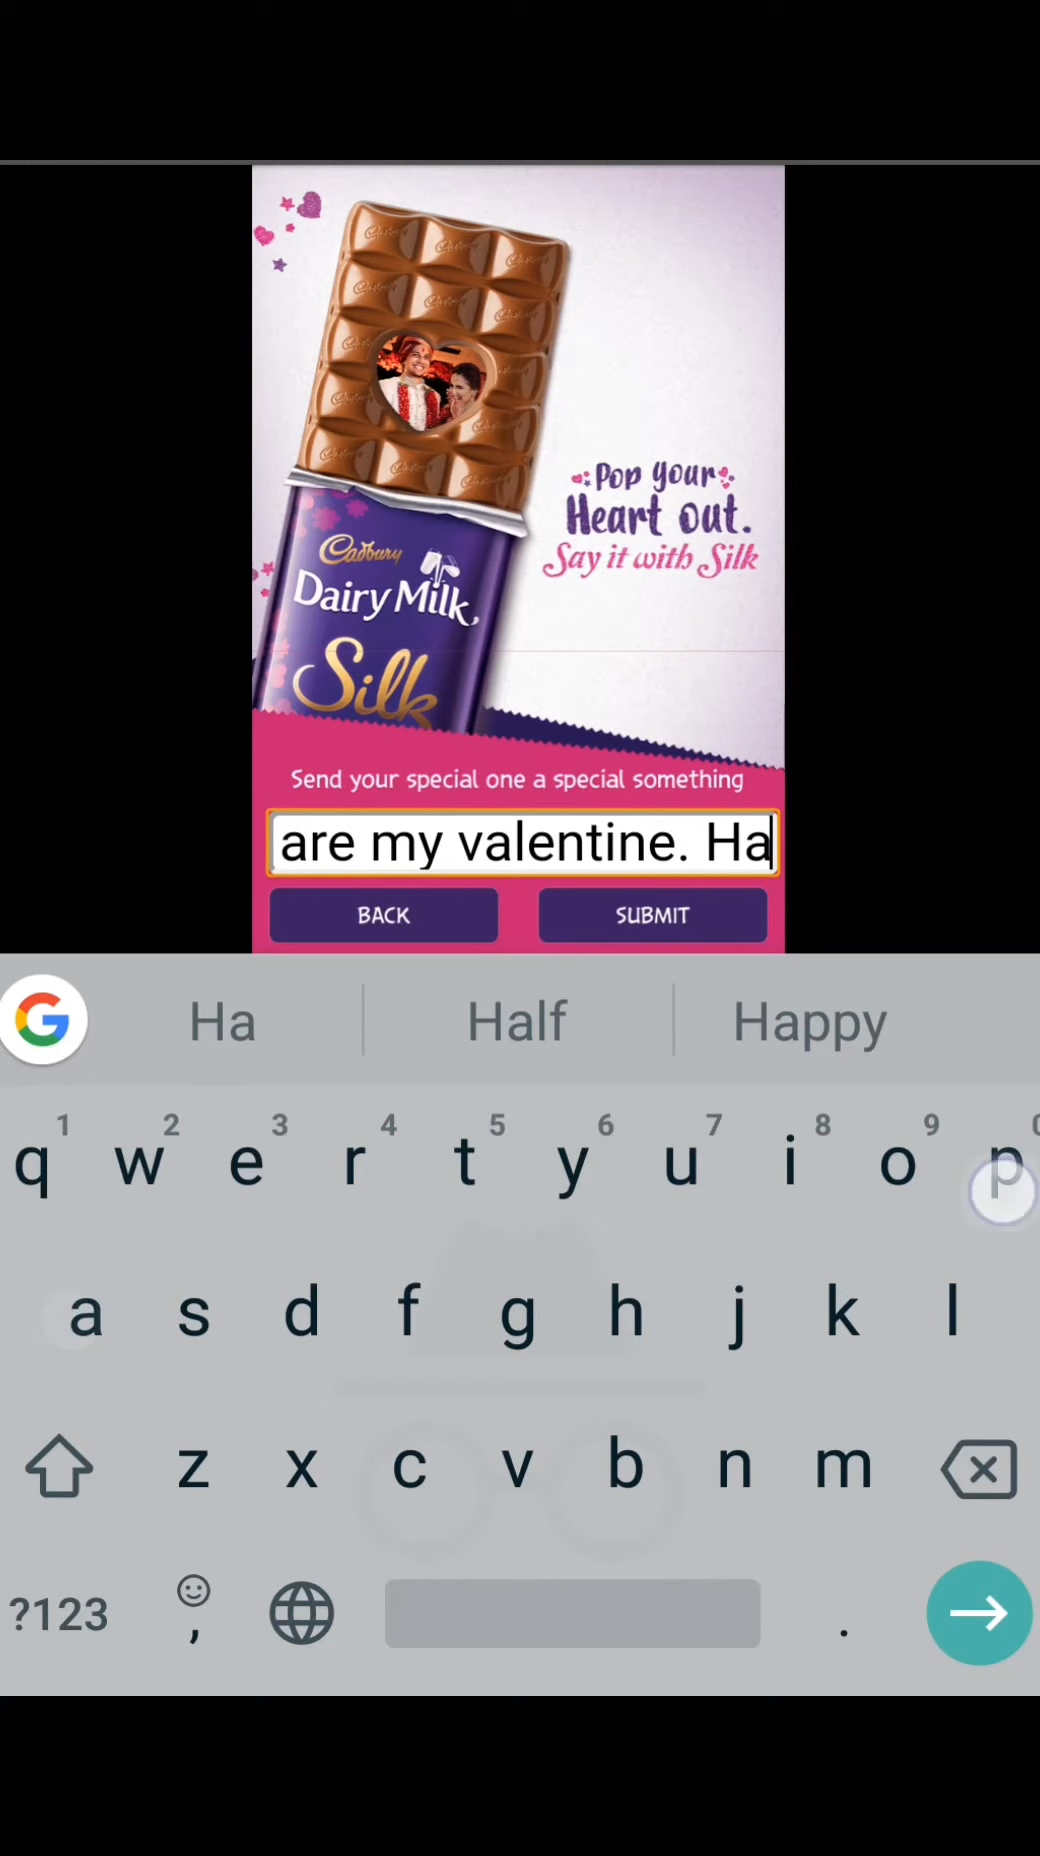 Pop your
Heart out.
Say it with Silk
Cadbury
Dairy Milk
Silk
Send your special one a special something
are my valentine. Ha
BACK
SUBMIT
Ha
Half
Happy
1 2 3 4 5 6 7 8 9 0
q w e r t y u i o p
a s d f g h j k l
z x c v b n m
?123 , .